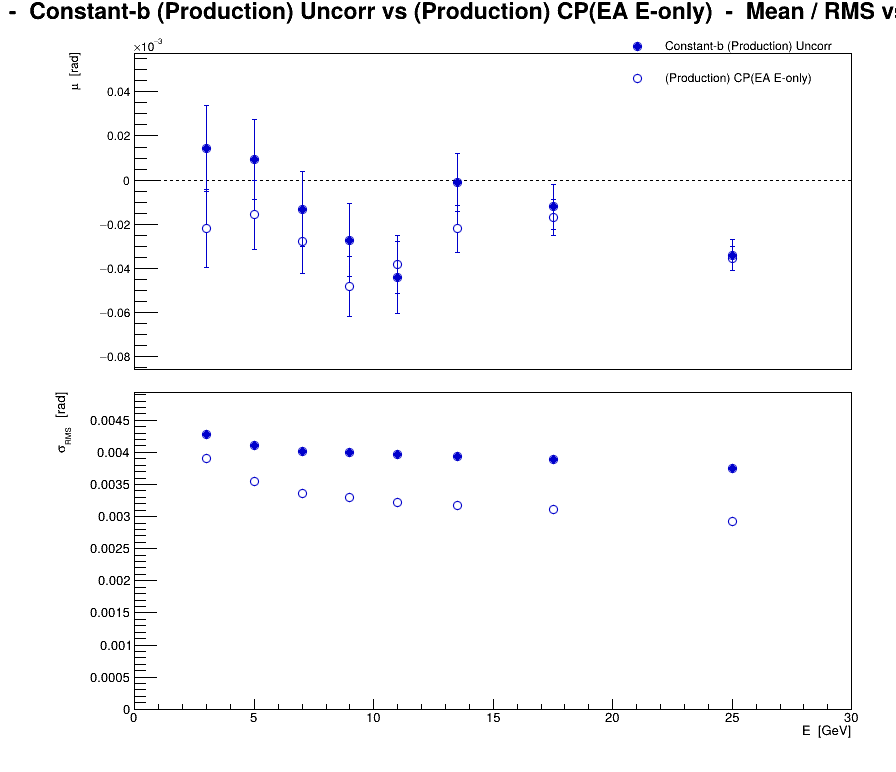 - Constant-b (Production) Uncorr vs (Production) CP(EA E-only) - Mean / RMS vs
×10⁻³
Constant-b (Production) Uncorr
(Production) CP(EA E-only)
μ [rad]
0.04
0.02
0
−0.02
−0.04
−0.06
−0.08
σRMS [rad]
0.0045
0.004
0.0035
0.003
0.0025
0.002
0.0015
0.001
0.0005
0
0 5 10 15 20 25 30
E [GeV]